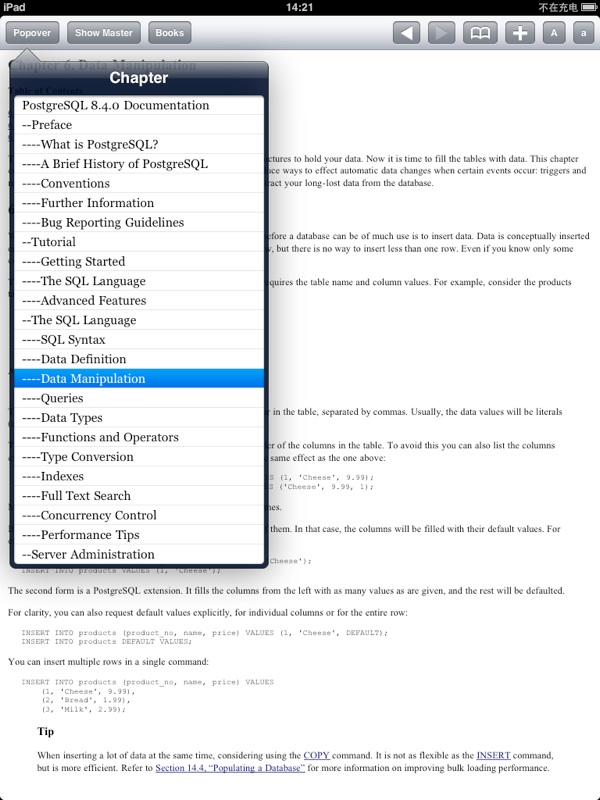 iPad 14:21 不在充电
Popover Show Master Books A a
Chapter 6. Data Manipulation
Chapter
PostgreSQL 8.4.0 Documentation
--Preface
----What is PostgreSQL?
----A Brief History of PostgreSQL
----Conventions
----Further Information
----Bug Reporting Guidelines
--Tutorial
----Getting Started
----The SQL Language
----Advanced Features
--The SQL Language
----SQL Syntax
----Data Definition
----Data Manipulation
----Queries
----Data Types
----Functions and Operators
----Type Conversion
----Indexes
----Full Text Search
----Concurrency Control
----Performance Tips
--Server Administration
ctures to hold your data. Now it is time to fill the tables with data. This chapter
uce ways to effect automatic data changes when certain events occur: triggers and
ract your long-lost data from the database.
efore a database can be of much use is to insert data. Data is conceptually inserted
, but there is no way to insert less than one row. Even if you know only some
equires the table name and column values. For example, consider the products
r in the table, separated by commas. Usually, the data values will be literals
er of the columns in the table. To avoid this you can also list the columns
same effect as the one above:
S (1, 'Cheese', 9.99);
S ('Cheese', 9.99, 1);
mes.
them. In that case, the columns will be filled with their default values. For
Cheese');
INSERT INTO products VALUES (1, 'Cheese');
The second form is a PostgreSQL extension. It fills the columns from the left with as many values as are given, and the rest will be defaulted.
For clarity, you can also request default values explicitly, for individual columns or for the entire row:
INSERT INTO products (product_no, name, price) VALUES (1, 'Cheese', DEFAULT);
INSERT INTO products DEFAULT VALUES;
You can insert multiple rows in a single command:
INSERT INTO products (product_no, name, price) VALUES
(1, 'Cheese', 9.99),
(2, 'Bread', 1.99),
(3, 'Milk', 2.99);
Tip
When inserting a lot of data at the same time, considering using the COPY command. It is not as flexible as the INSERT command,
but is more efficient. Refer to Section 14.4, “Populating a Database” for more information on improving bulk loading performance.